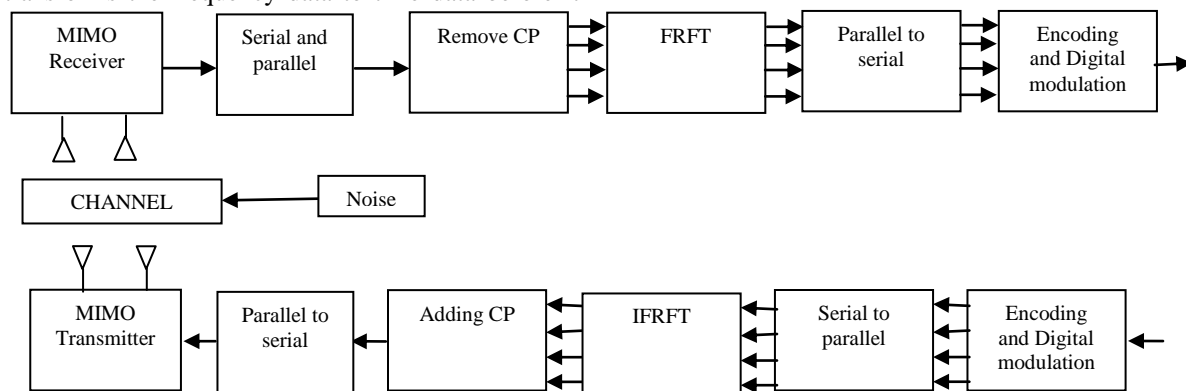 MIMO
Receiver
Serial and
parallel
Remove CP
FRFT
Parallel to
serial
Encoding
and Digital
modulation
CHANNEL
Noise
MIMO
Transmitter
Parallel to
serial
Adding CP
IFRFT
Serial to
parallel
Encoding
and Digital
modulation